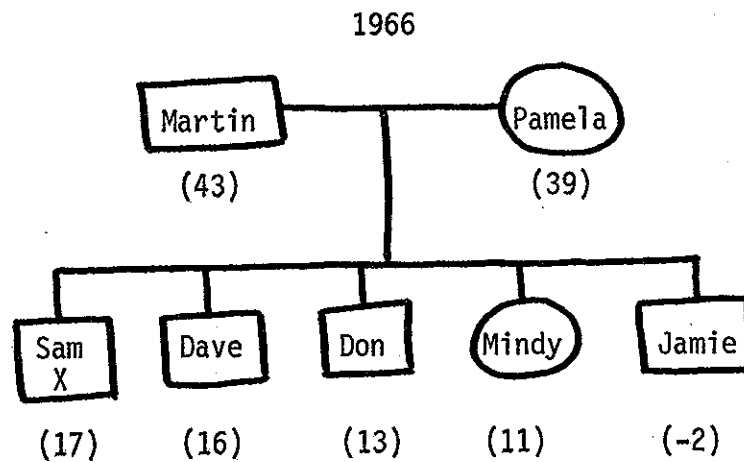 1966
Martin Pamela
(43) (39)
Sam Dave Don Mindy Jamie
X
(17) (16) (13) (11) (-2)